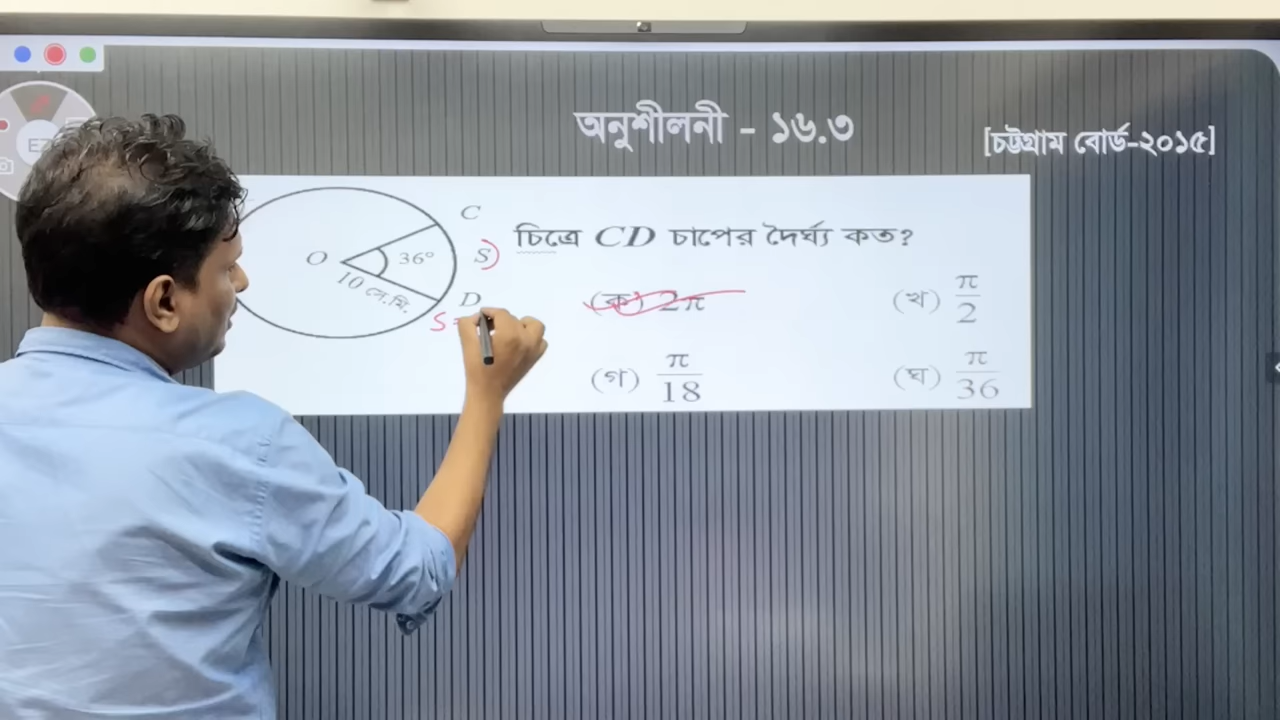 অনুশীলনী - ১৬.৩
[চট্টগ্রাম বোর্ড-২০১৫]
C
O 36° S)
10 সে.মি.
D
S =
চিত্রে CD চাপের দৈর্ঘ্য কত?
(ক) 2π (খ) π/2
(গ) π/18 (ঘ) π/36